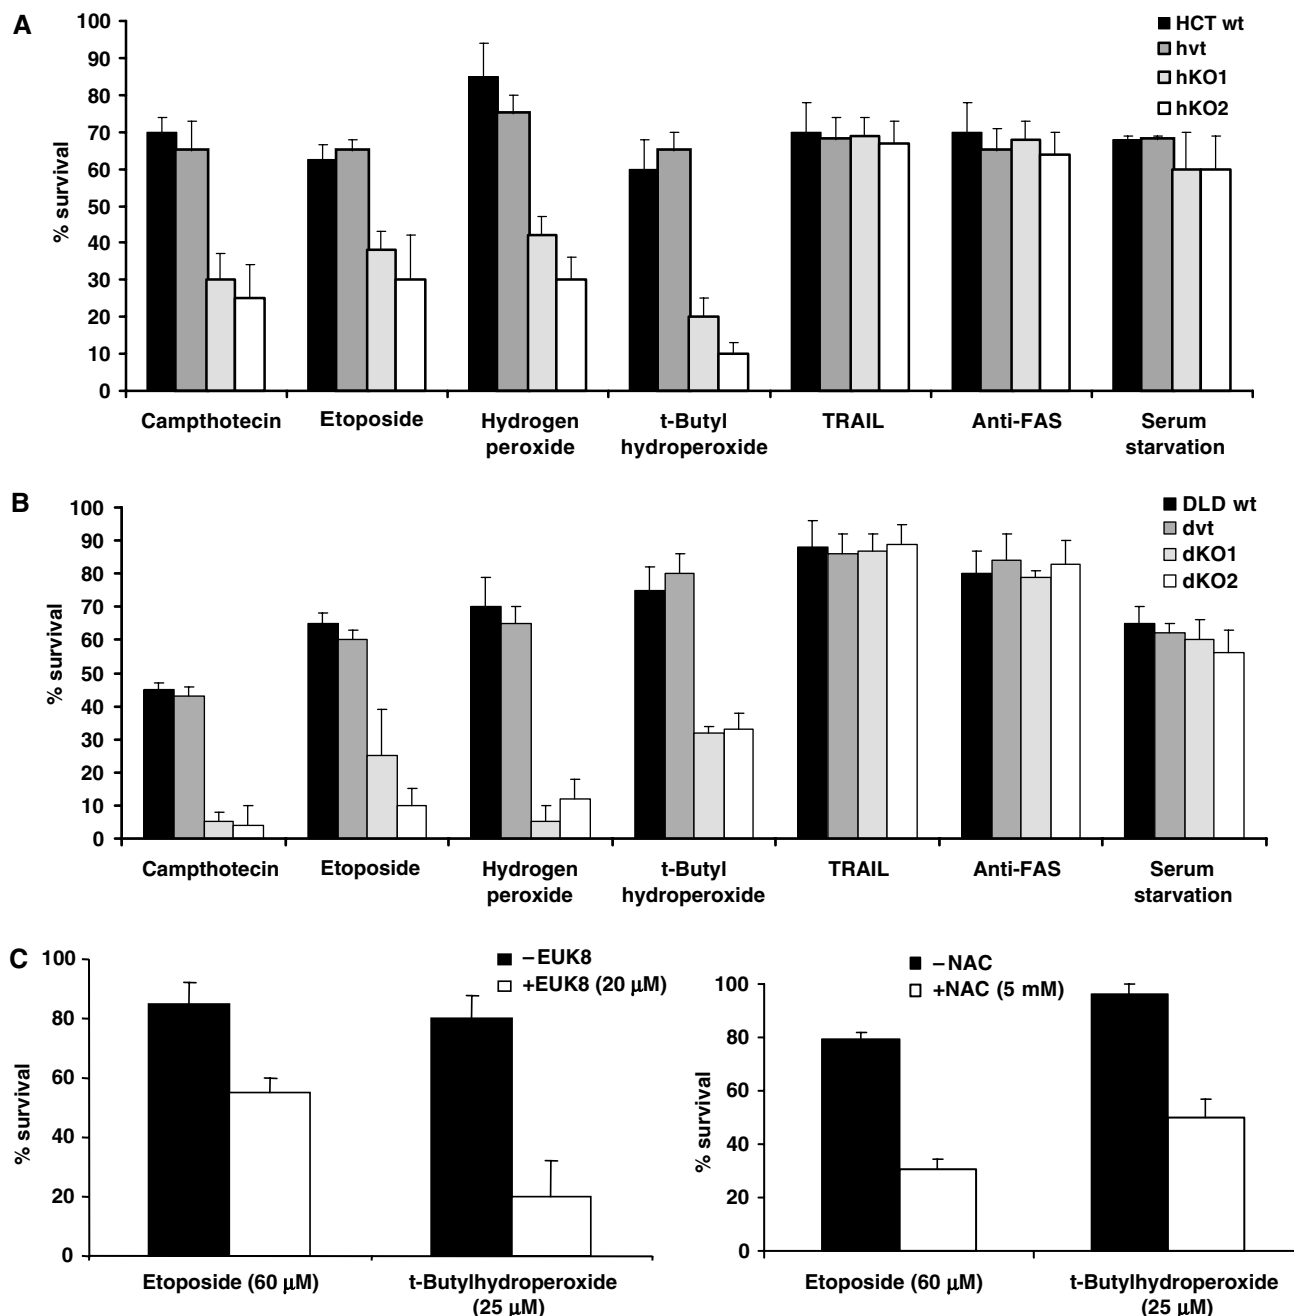 A
% survival
100
90
80
70
60
50
40
30
20
10
0
HCT wt
hvt
hKO1
hKO2
Campthotecin
Etoposide
Hydrogen
peroxide
t-Butyl
hydroperoxide
TRAIL
Anti-FAS
Serum
starvation
B
% survival
100
90
80
70
60
50
40
30
20
10
0
DLD wt
dvt
dKO1
dKO2
Campthotecin
Etoposide
Hydrogen
peroxide
t-Butyl
hydroperoxide
TRAIL
Anti-FAS
Serum
starvation
C
% survival
100
80
60
40
20
0
–EUK8
+EUK8 (20 μM)
Etoposide (60 μM)
t-Butylhydroperoxide
(25 μM)
% survival
100
80
60
40
20
0
–NAC
+NAC (5 mM)
Etoposide (60 μM)
t-Butylhydroperoxide
(25 μM)